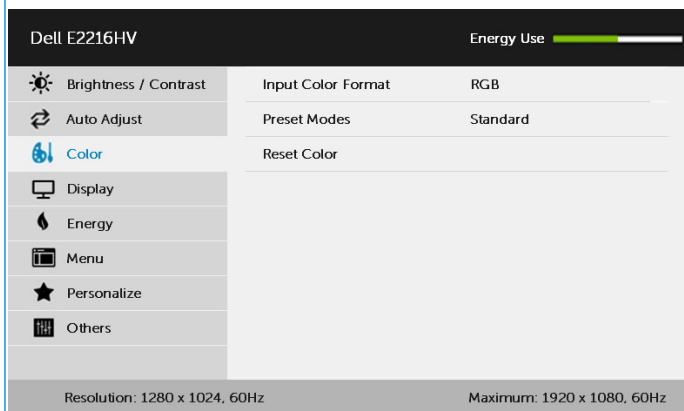 Dell E2216HV Energy Use
Brightness / Contrast Input Color Format RGB
Auto Adjust Preset Modes Standard
Color Reset Color
Display
Energy
Menu
Personalize
Others
Resolution: 1280 x 1024, 60Hz Maximum: 1920 x 1080, 60Hz